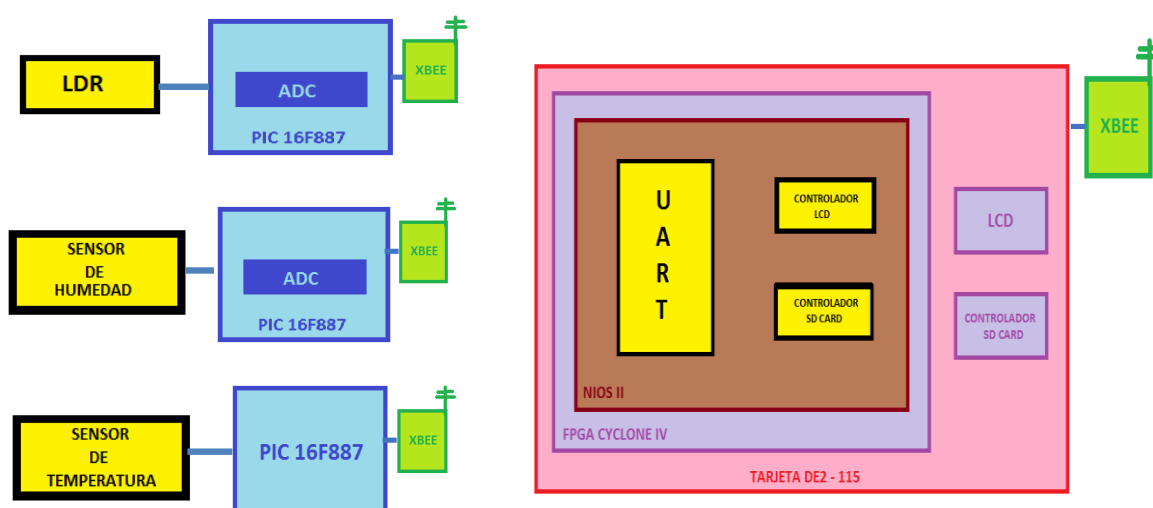 LDR
ADC
PIC 16F887
XBEE
SENSOR
DE
HUMEDAD
ADC
PIC 16F887
XBEE
SENSOR
DE
TEMPERATURA
PIC 16F887
XBEE
U
A
R
T
CONTROLADOR
LCD
CONTROLADOR
SD CARD
NIOS II
FPGA CYCLONE IV
LCD
CONTROLADOR
SD CARD
TARJETA DE2 - 115
XBEE